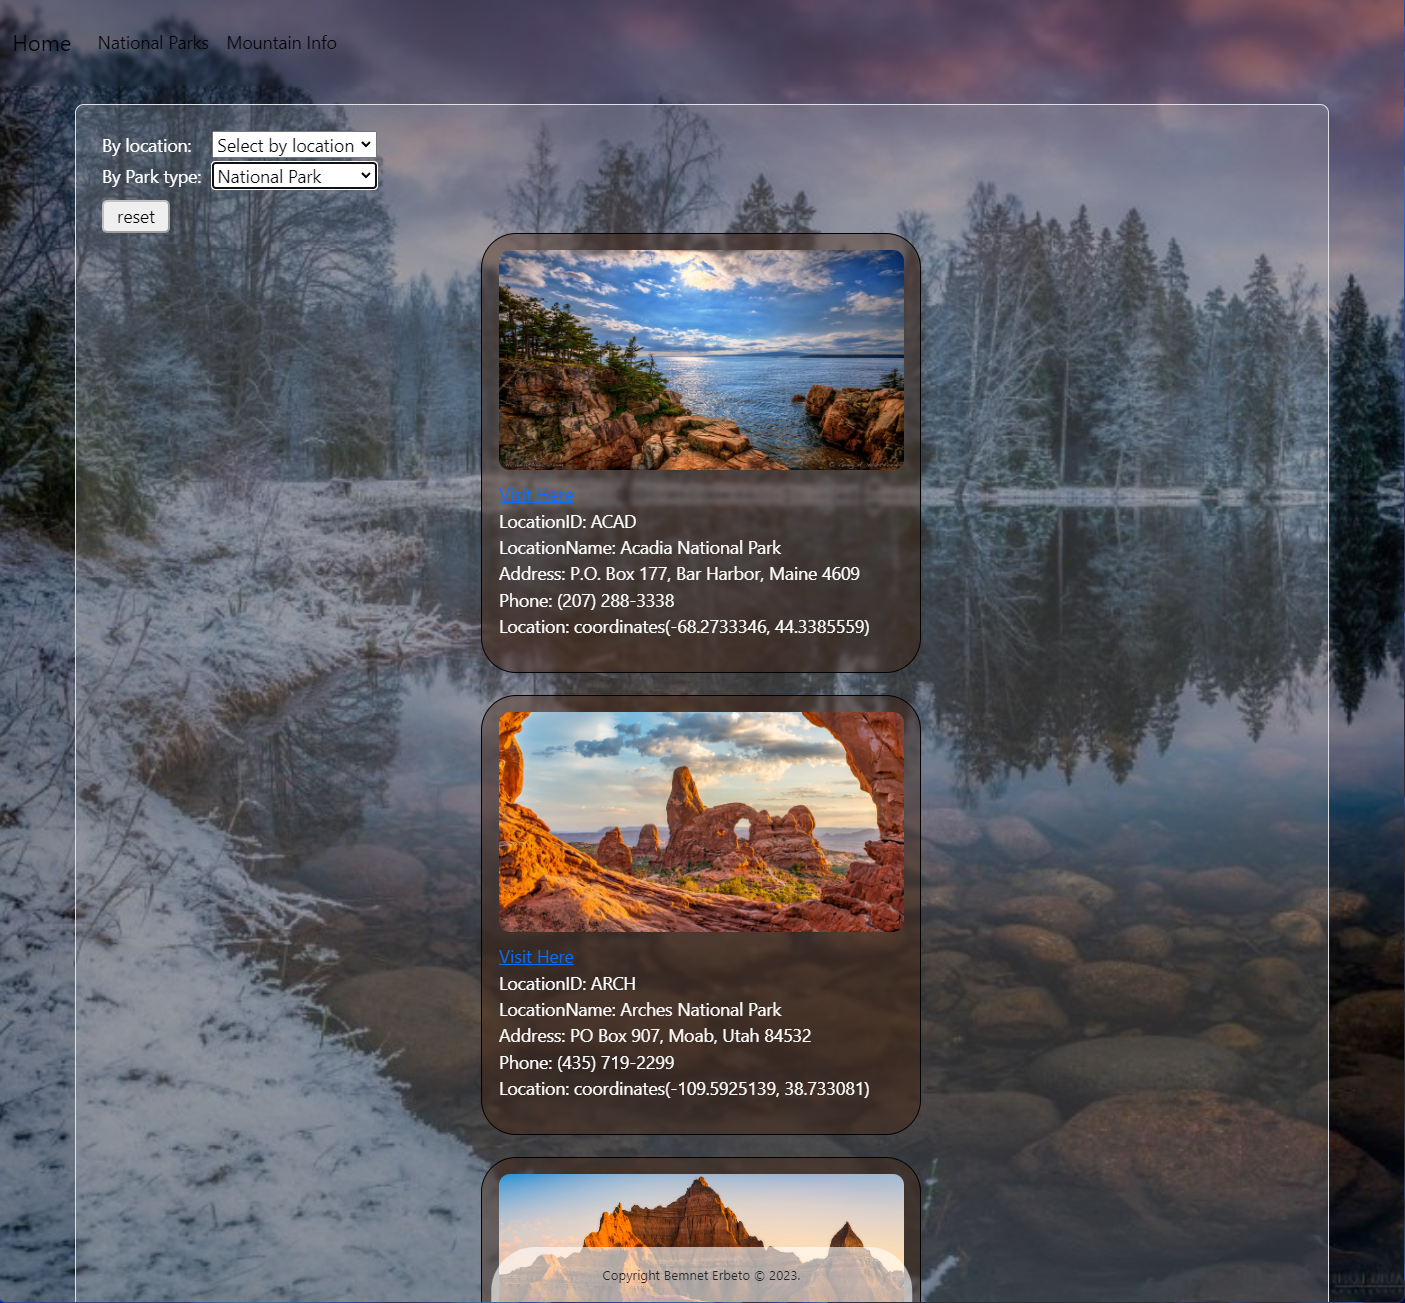 Home National Parks Mountain Info
By location: Select by location
By Park type: National Park
reset
Visit Here
LocationID: ACAD
LocationName: Acadia National Park
Address: P.O. Box 177, Bar Harbor, Maine 4609
Phone: (207) 288-3338
Location: coordinates(-68.2733346, 44.3385559)
Visit Here
LocationID: ARCH
LocationName: Arches National Park
Address: PO Box 907, Moab, Utah 84532
Phone: (435) 719-2299
Location: coordinates(-109.5925139, 38.733081)
Copyright Bemnet Erbeto © 2023.